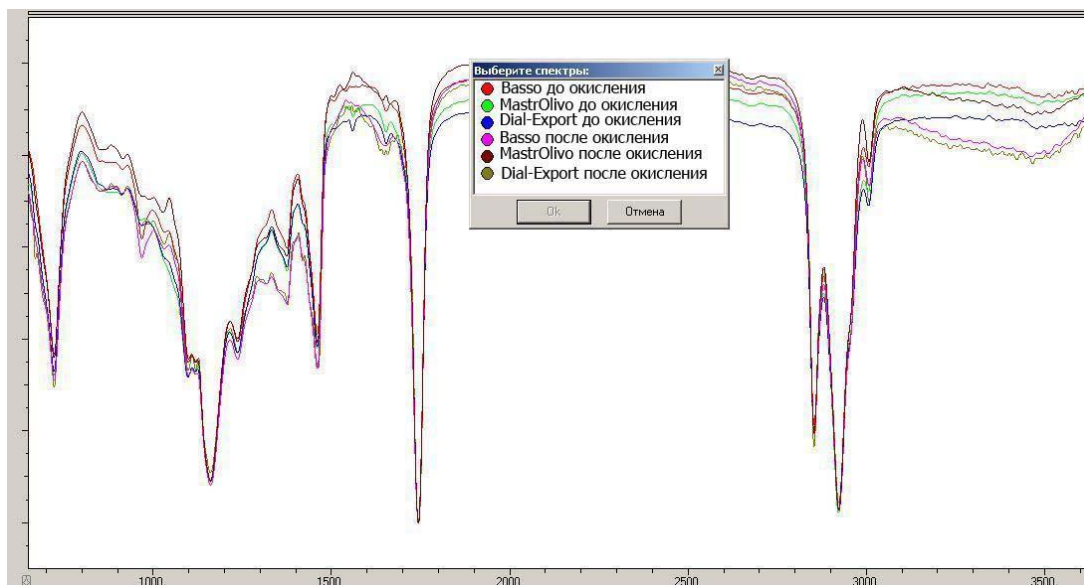 Выберите спектры:
Basso до окисления
MastrOlivo до окисления
Dial-Export до окисления
Basso после окисления
MastrOlivo после окисления
Dial-Export после окисления
Ok
Отмена
1000
1500
2000
2500
3000
3500